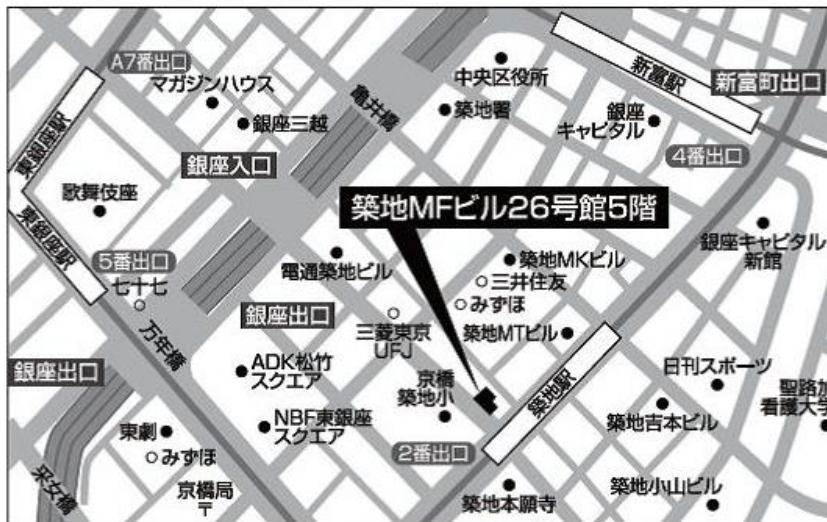 A7番出口
マガジンハウス
銀座三越
東銀座駅
歌舞伎座
銀座入口
亀井橋
中央区役所
築地署
新富駅
新富町出口
銀座
キャピタル
4番出口
築地MFビル26号館5階
東銀座駅
5番出口
七十七
万年橋
電通築地ビル
銀座出口
三菱東京
UFJ
築地MKビル
三井住友
みずほ
築地MTビル
銀座キャピタル
新館
銀座出口
ADK松竹
スクエア
NBF東銀座
スクエア
京橋
築地小
築地駅
2番出口
日刊スポーツ
築地吉本ビル
聖路加
看護大学
東劇
みずほ
京橋局
〒
采女橋
築地本願寺
築地小山ビル